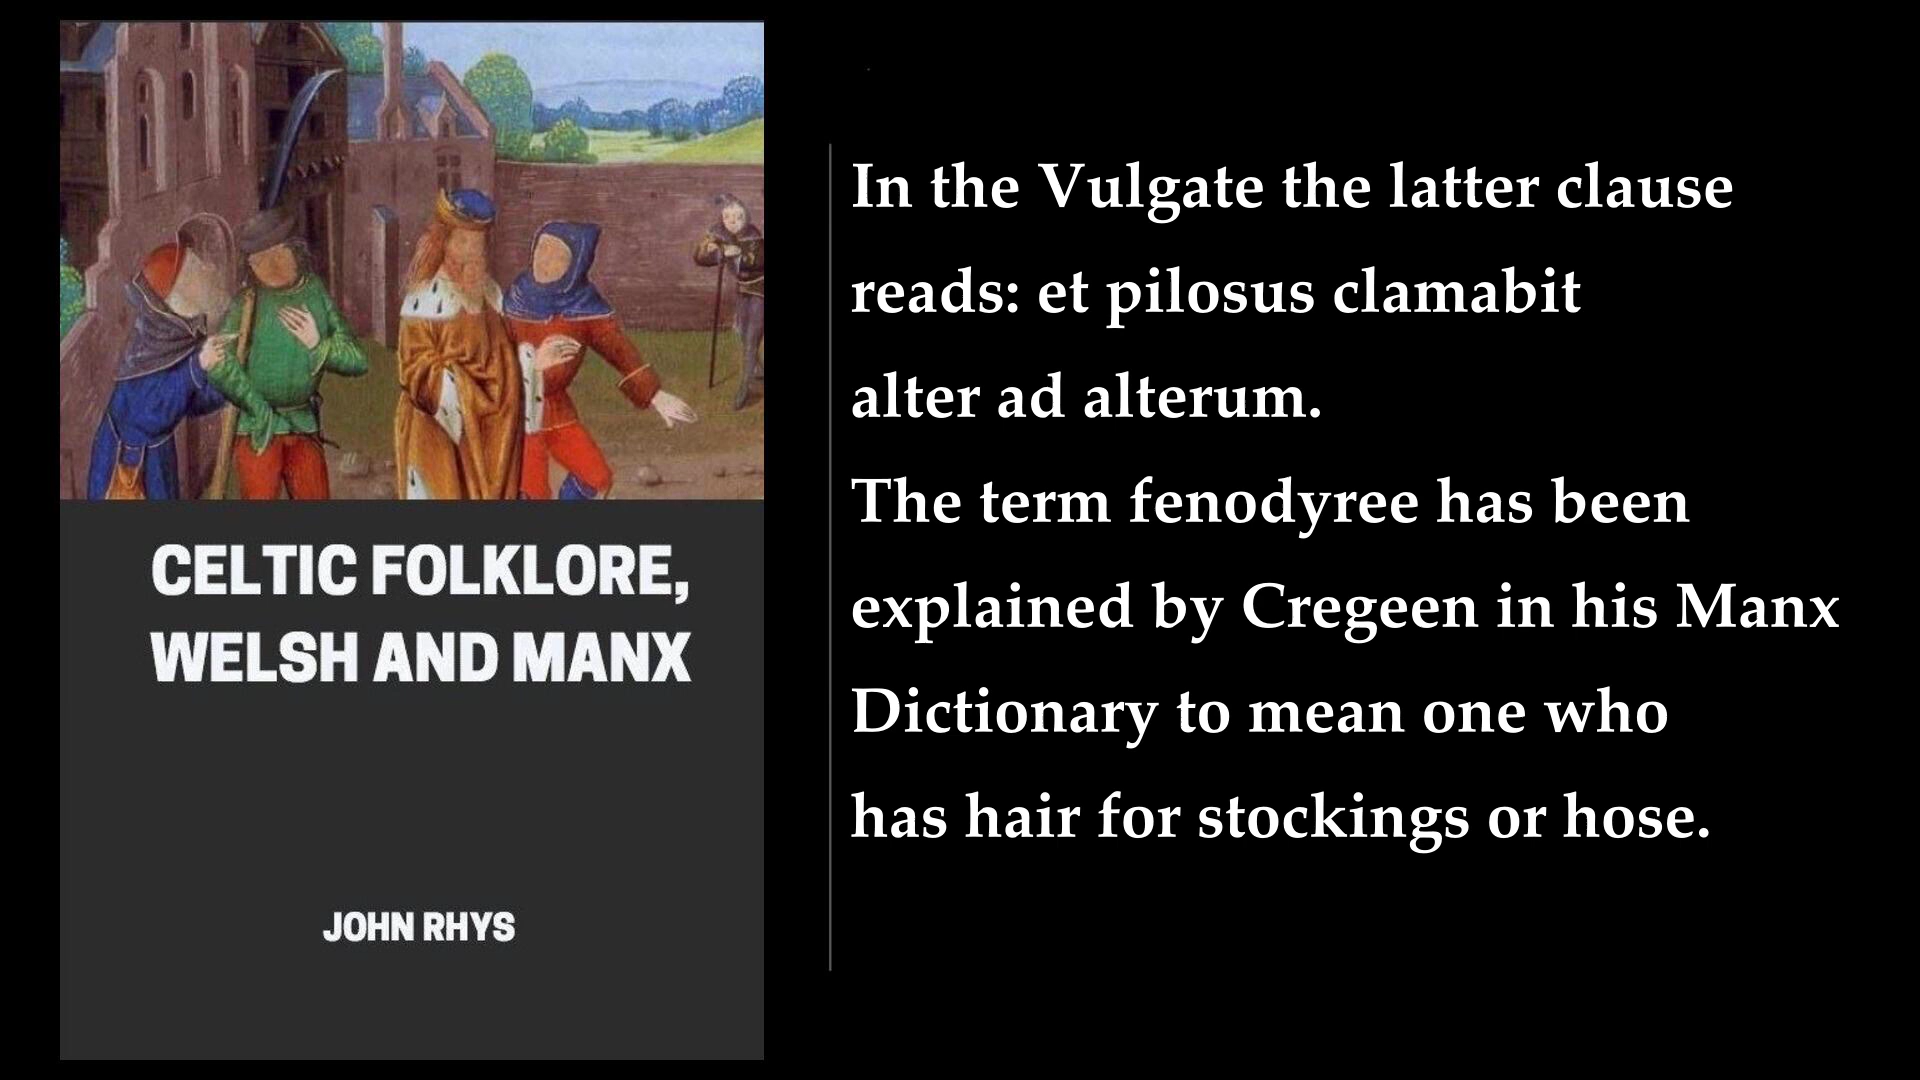 CELTIC FOLKLORE,
WELSH AND MANX
JOHN RHYS
In the Vulgate the latter clause
reads: et pilosus clamabit
alter ad alterum.
The term fenodyree has been
explained by Cregeen in his Manx
Dictionary to mean one who
has hair for stockings or hose.